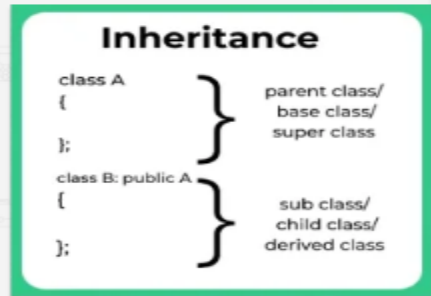 Inheritance
class A
{
};
parent class/
base class/
super class
class B: public A
{
};
sub class/
child class/
derived class